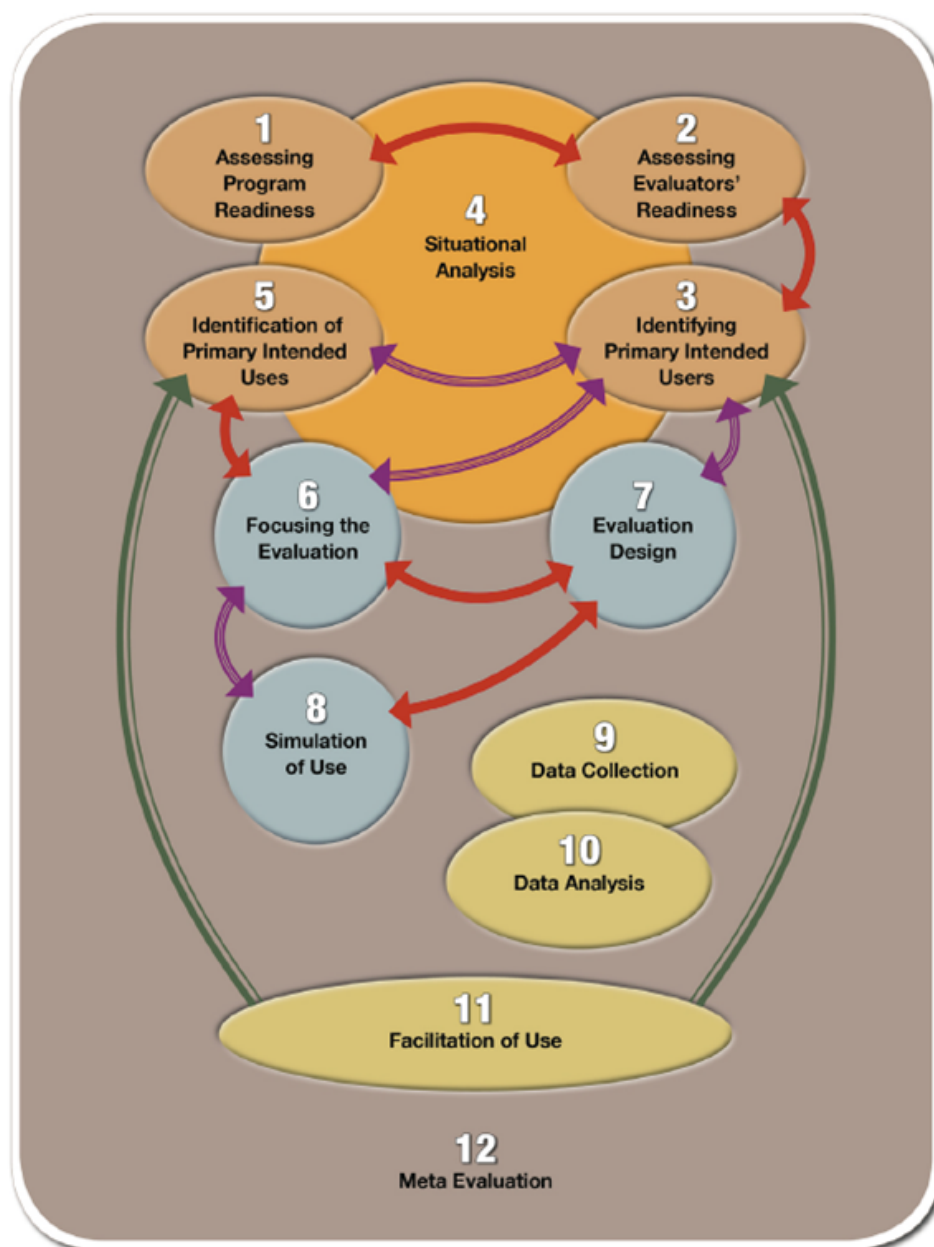 1
Assessing
Program
Readiness
2
Assessing
Evaluators’
Readiness
4
Situational
Analysis
5
Identification of
Primary Intended
Uses
3
Identifying
Primary Intended
Users
6
Focusing the
Evaluation
7
Evaluation
Design
8
Simulation
of Use
9
Data Collection
10
Data Analysis
11
Facilitation of Use
12
Meta Evaluation